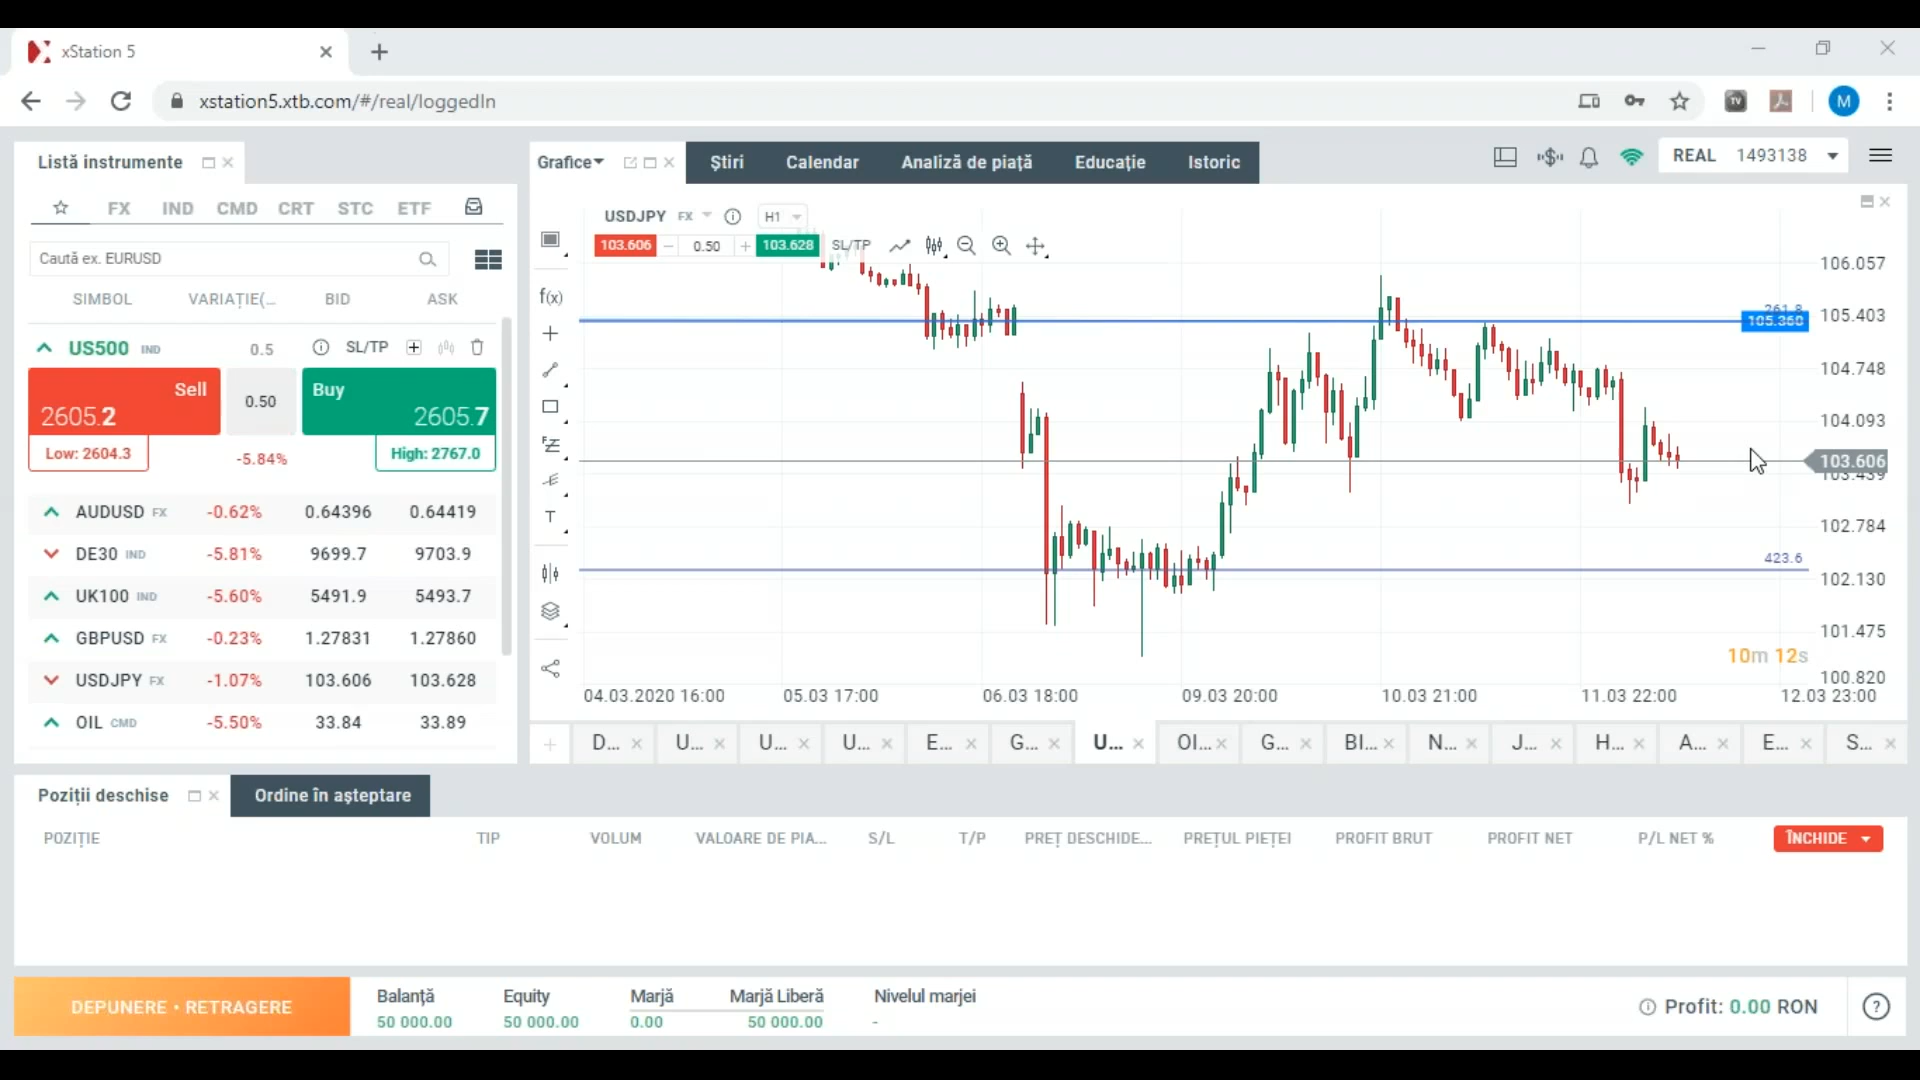 xStation 5
xstation5.xtb.com/#/real/loggedIn
M
Listă instrumente
Grafice
Știri
Calendar
Analiză de piață
Educație
Istoric
REAL 1493138
FX IND CMD CRT STC ETF
Caută ex. EURUSD
SIMBOL VARIAȚIE(... BID ASK
US500 IND 0.5 SL/TP
Sell 2605.2
0.50
Buy 2605.7
Low: 2604.3
-5.84%
High: 2767.0
AUDUSD FX -0.62% 0.64396 0.64419
DE30 IND -5.81% 9699.7 9703.9
UK100 IND -5.60% 5491.9 5493.7
GBPUSD FX -0.23% 1.27831 1.27860
USDJPY FX -1.07% 103.606 103.628
OIL CMD -5.50% 33.84 33.89
USDJPY FX H1
103.606 0.50 103.628 SL/TP
f(x)
T
261.8
105.360
423.6
106.057
105.403
104.748
104.093
103.606
103.439
102.784
102.130
101.475
100.820
10m 12s
04.03.2020 16:00 05.03 17:00 06.03 18:00 09.03 20:00 10.03 21:00 11.03 22:00 12.03 23:00
D... U... U... U... E... G... U... OI... G... BI... N... J... H... A... E... S...
Poziții deschise
Ordine în așteptare
POZIȚIE TIP VOLUM VALOARE DE PIA... S/L T/P PREȚ DESCHIDE... PREȚUL PIEȚEI PROFIT BRUT PROFIT NET P/L NET % ÎNCHIDE
DEPUNERE • RETRAGERE
Balanță Equity Marjă Marjă Liberă Nivelul marjei
50 000.00 50 000.00 0.00 50 000.00 -
Profit: 0.00 RON